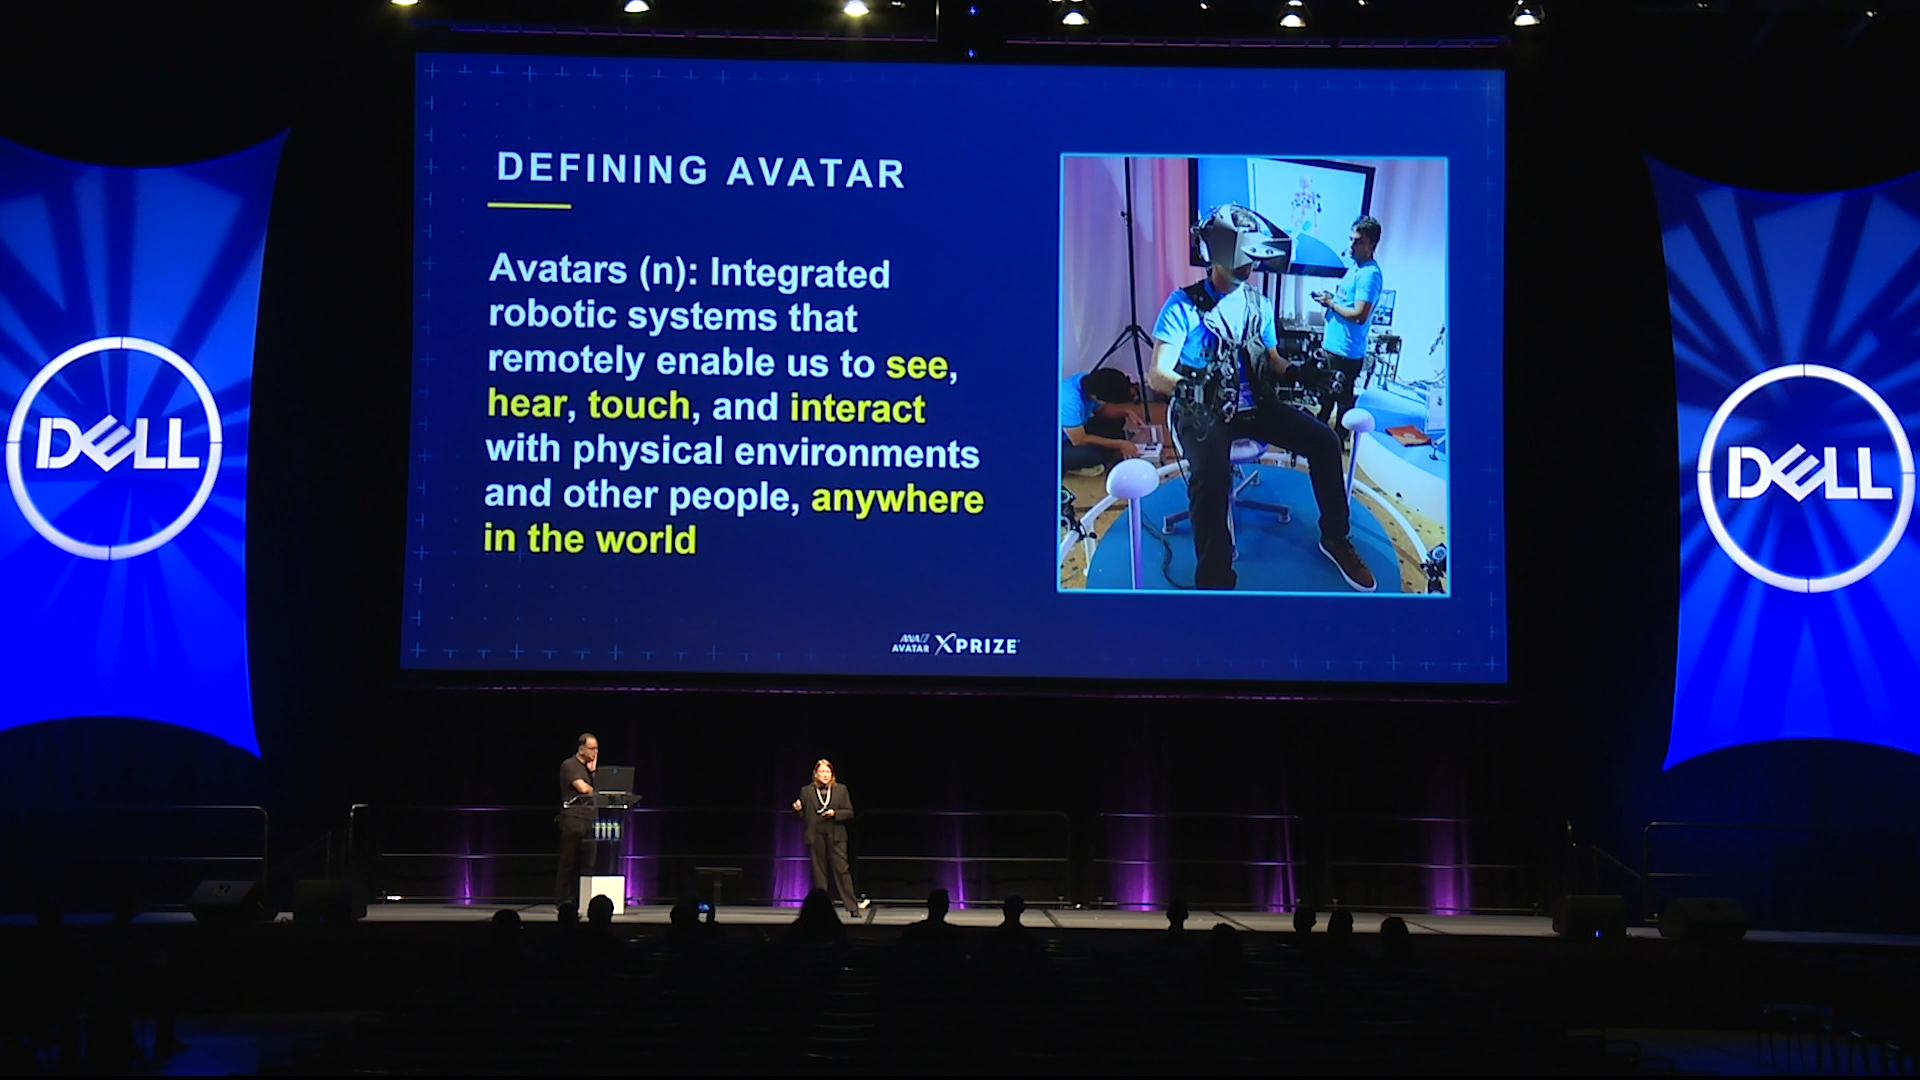 DEFINING AVATAR
Avatars (n): Integrated
robotic systems that
remotely enable us to see,
hear, touch, and interact
with physical environments
and other people, anywhere
in the world
ANA
AVATAR XPRIZE
DELL
DELL